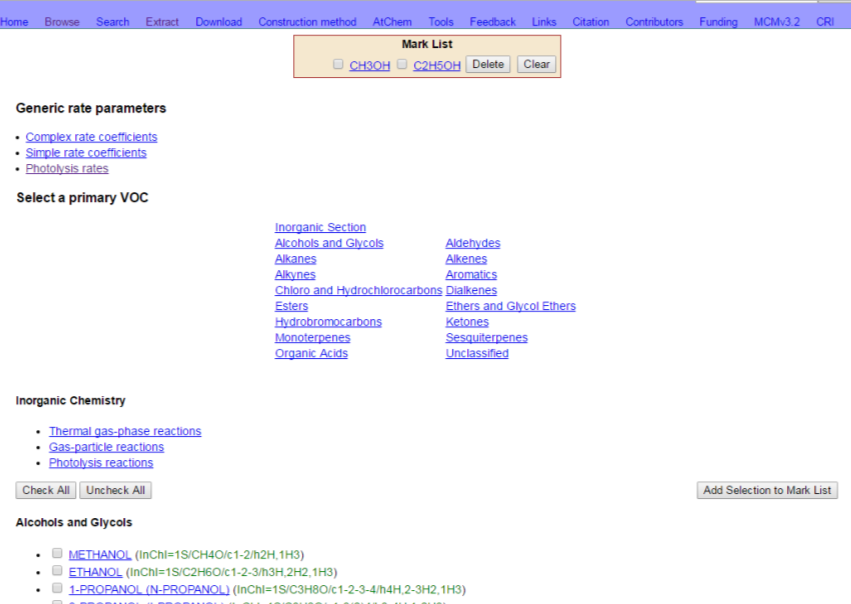 Home Browse Search Extract Download Construction method AtChem Tools Feedback Links Citation Contributors Funding MCMv3.2 CRI
Mark List
CH3OH C2H5OH Delete Clear
Generic rate parameters
• Complex rate coefficients
• Simple rate coefficients
• Photolysis rates
Select a primary VOC
Inorganic Section
Alcohols and Glycols Aldehydes
Alkanes Alkenes
Alkynes Aromatics
Chloro and Hydrochlorocarbons Dialkenes
Esters Ethers and Glycol Ethers
Hydrobromocarbons Ketones
Monoterpenes Sesquiterpenes
Organic Acids Unclassified
Inorganic Chemistry
• Thermal gas-phase reactions
• Gas-particle reactions
• Photolysis reactions
Check All Uncheck All Add Selection to Mark List
Alcohols and Glycols
• METHANOL (InChI=1S/CH4O/c1-2/h2H,1H3)
• ETHANOL (InChI=1S/C2H6O/c1-2-3/h3H,2H2,1H3)
• 1-PROPANOL (N-PROPANOL) (InChI=1S/C3H8O/c1-2-3-4/h4H,2-3H2,1H3)